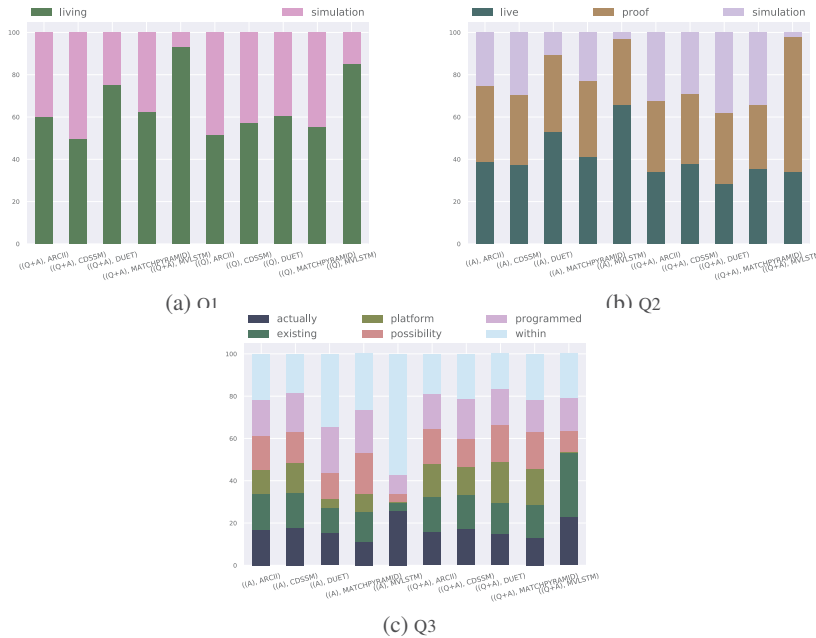 living simulation
100
80
60
40
20
0
((Q+A), ARCII)
((Q+A), CDSSM)
((Q+A), DUET)
((Q+A), MATCHPYRAMID)
((Q+A), MVLSTM)
((Q), ARCII)
((Q), CDSSM)
((Q), DUET)
((Q), MATCHPYRAMID)
((Q), MVLSTM)
(a) Q1
live proof simulation
100
80
60
40
20
0
((A), ARCII)
((A), CDSSM)
((A), DUET)
((A), MATCHPYRAMID)
((A), MVLSTM)
((Q+A), ARCII)
((Q+A), CDSSM)
((Q+A), DUET)
((Q+A), MATCHPYRAMID)
((Q+A), MVLSTM)
(b) Q2
actually platform programmed
existing possibility within
100
80
60
40
20
0
((A), ARCII)
((A), CDSSM)
((A), DUET)
((A), MATCHPYRAMID)
((A), MVLSTM)
((Q+A), ARCII)
((Q+A), CDSSM)
((Q+A), DUET)
((Q+A), MATCHPYRAMID)
((Q+A), MVLSTM)
(c) Q3